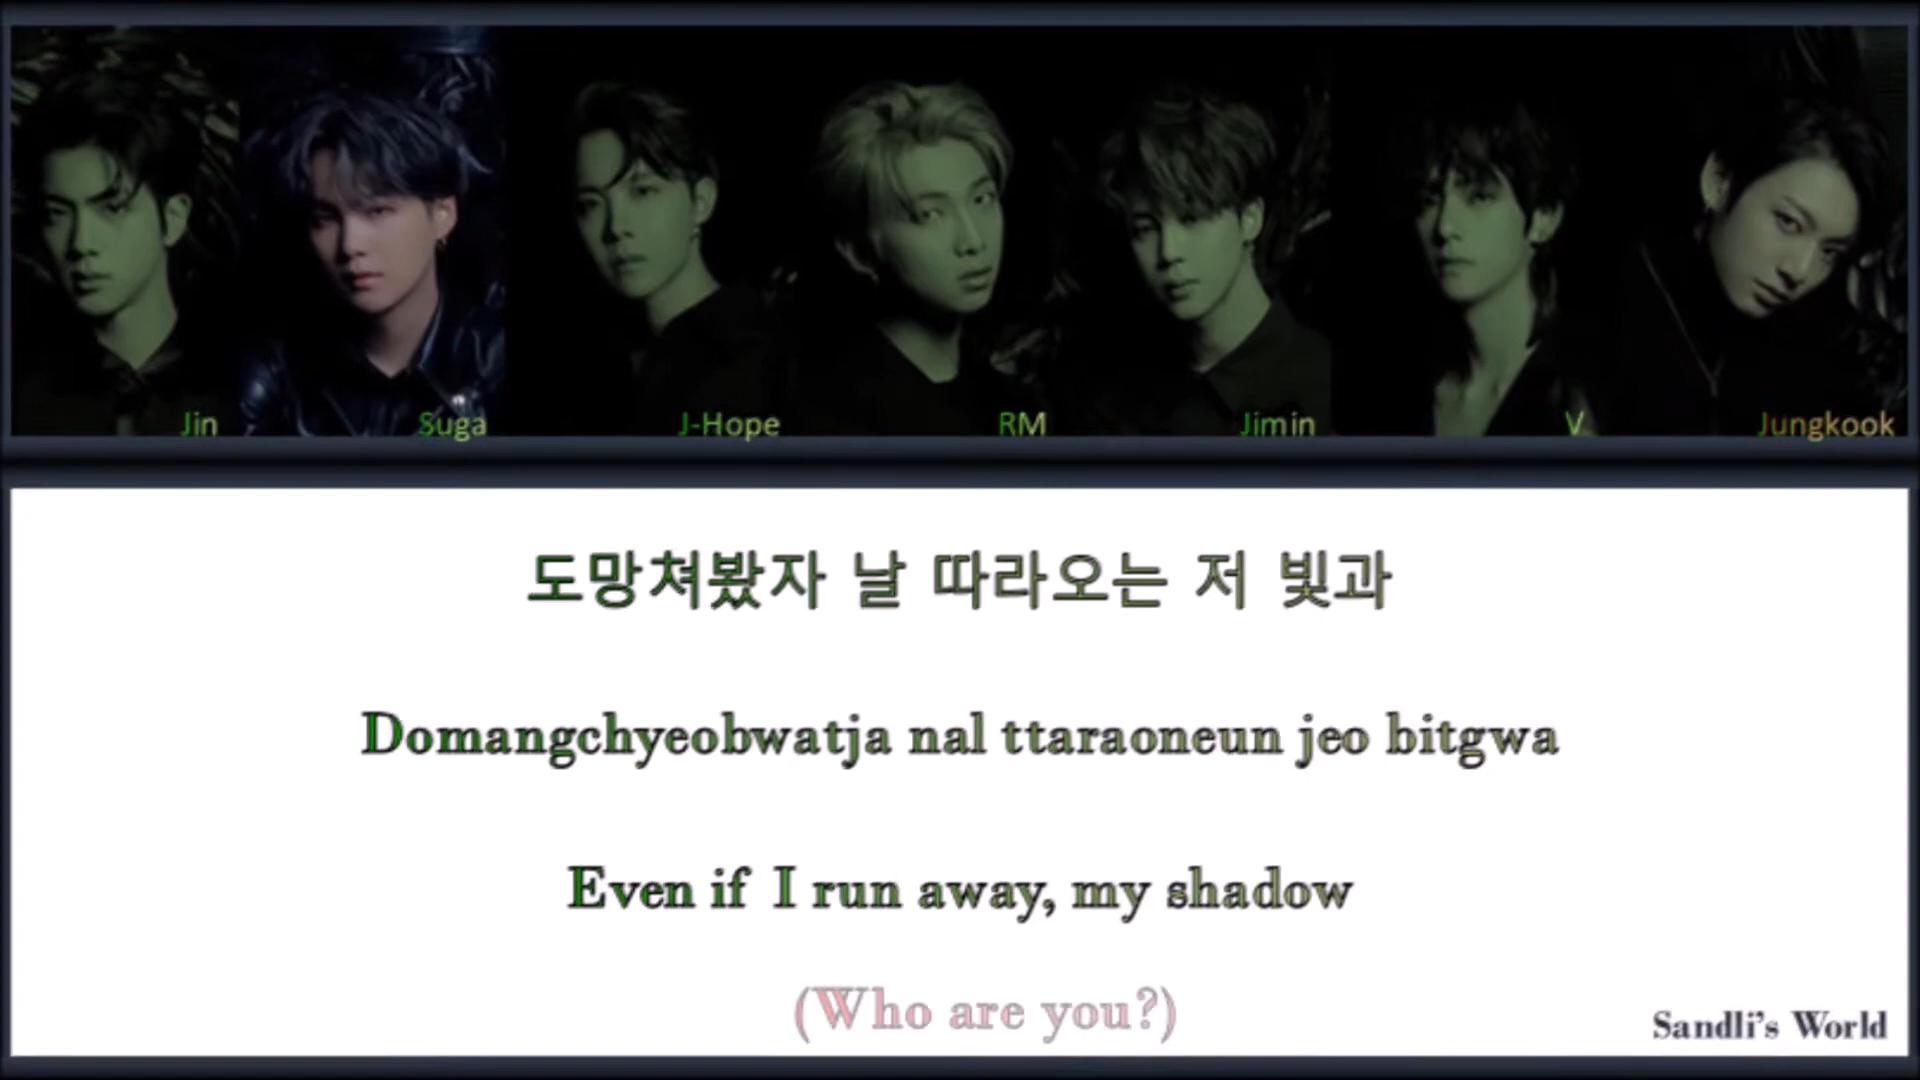 Jin Suga J-Hope RM Jimin V Jungkook
도망쳐봤자 날 따라오는 저 빛과
Domangchyeobwatja nal ttaraoneun jeo bitgwa
Even if I run away, my shadow
(Who are you?)
Sandli's World